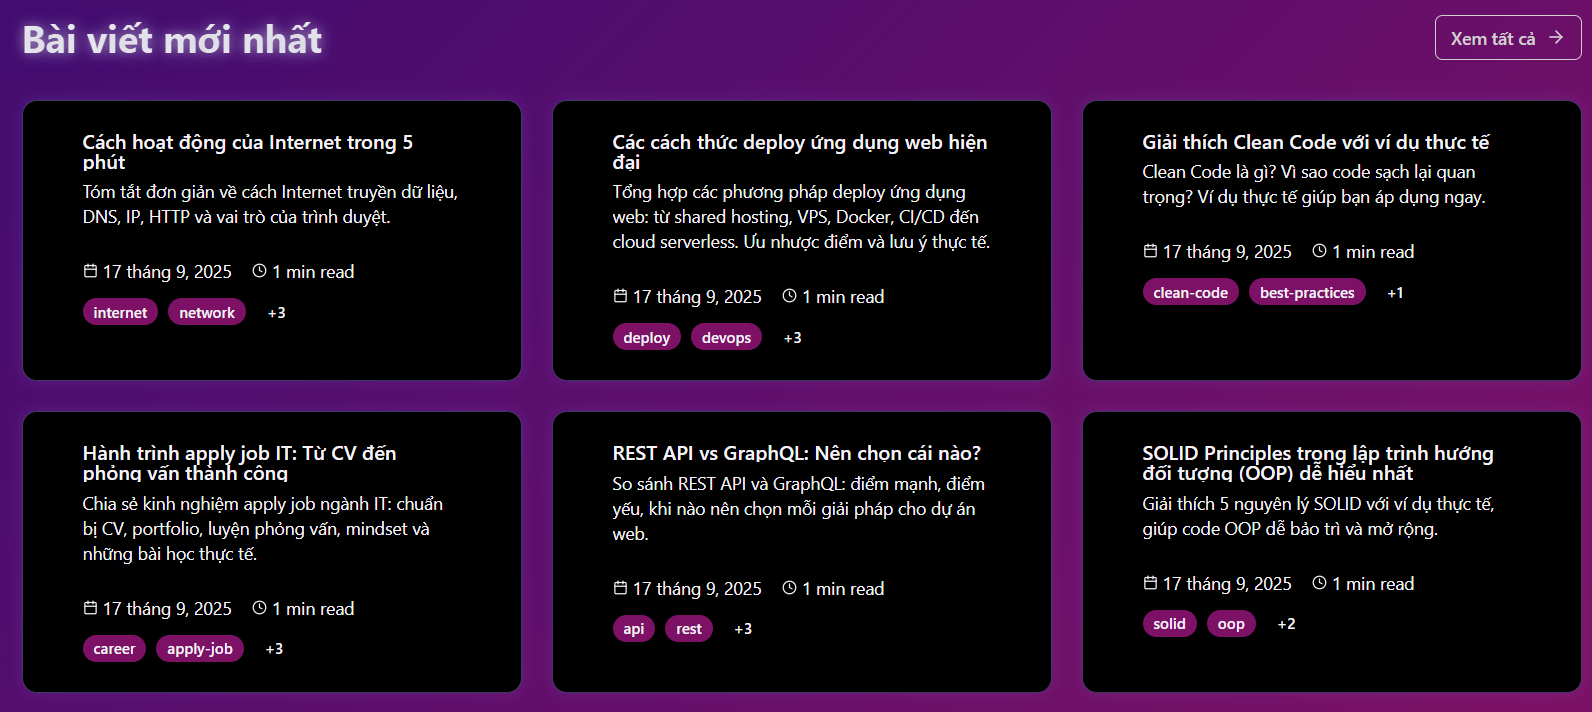 Bài viết mới nhất
Xem tất cả
Cách hoạt động của Internet trong 5
phút
Tóm tắt đơn giản về cách Internet truyền dữ liệu,
DNS, IP, HTTP và vai trò của trình duyệt.
17 tháng 9, 2025 1 min read
internet network +3
Các cách thức deploy ứng dụng web hiện
đại
Tổng hợp các phương pháp deploy ứng dụng
web: từ shared hosting, VPS, Docker, CI/CD đến
cloud serverless. Ưu nhược điểm và lưu ý thực tế.
17 tháng 9, 2025 1 min read
deploy devops +3
Giải thích Clean Code với ví dụ thực tế
Clean Code là gì? Vì sao code sạch lại quan
trọng? Ví dụ thực tế giúp bạn áp dụng ngay.
17 tháng 9, 2025 1 min read
clean-code best-practices +1
Hành trình apply job IT: Từ CV đến
phỏng vấn thành công
Chia sẻ kinh nghiệm apply job ngành IT: chuẩn
bị CV, portfolio, luyện phỏng vấn, mindset và
những bài học thực tế.
17 tháng 9, 2025 1 min read
career apply-job +3
REST API vs GraphQL: Nên chọn cái nào?
So sánh REST API và GraphQL: điểm mạnh, điểm
yếu, khi nào nên chọn mỗi giải pháp cho dự án
web.
17 tháng 9, 2025 1 min read
api rest +3
SOLID Principles trong lập trình hướng
đối tượng (OOP) dễ hiểu nhất
Giải thích 5 nguyên lý SOLID với ví dụ thực tế,
giúp code OOP dễ bảo trì và mở rộng.
17 tháng 9, 2025 1 min read
solid oop +2